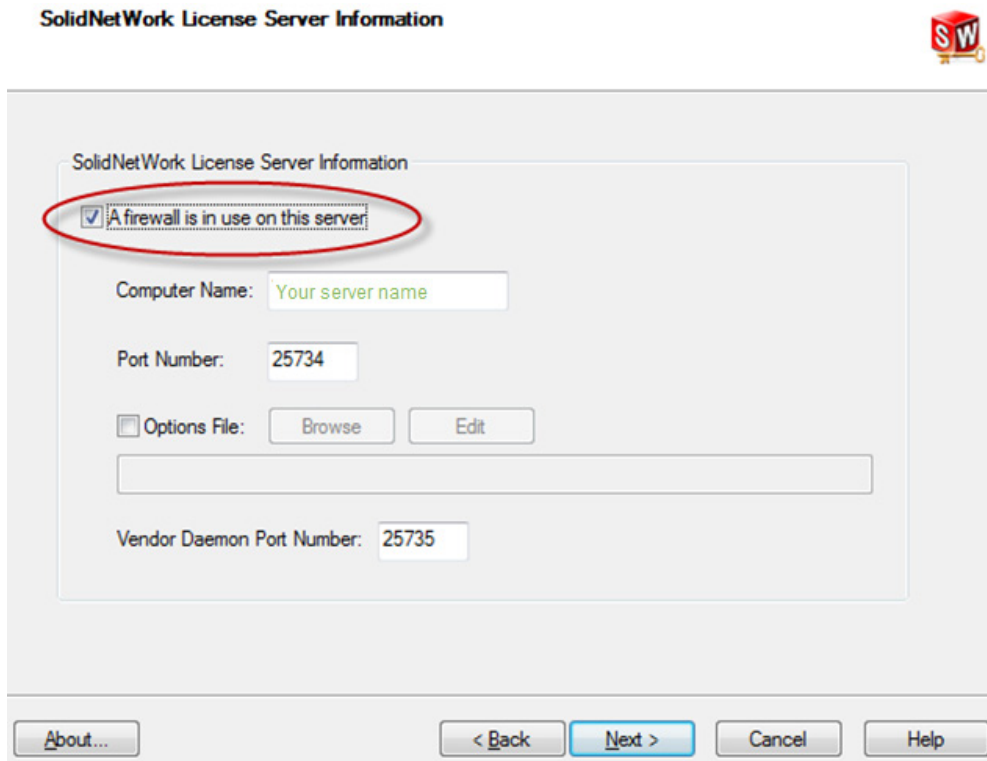 SolidNetWork License Server Information
SW
SolidNetWork License Server Information
A firewall is in use on this server
Computer Name: Your server name
Port Number: 25734
Options File: Browse Edit
Vendor Daemon Port Number: 25735
About... < Back Next > Cancel Help